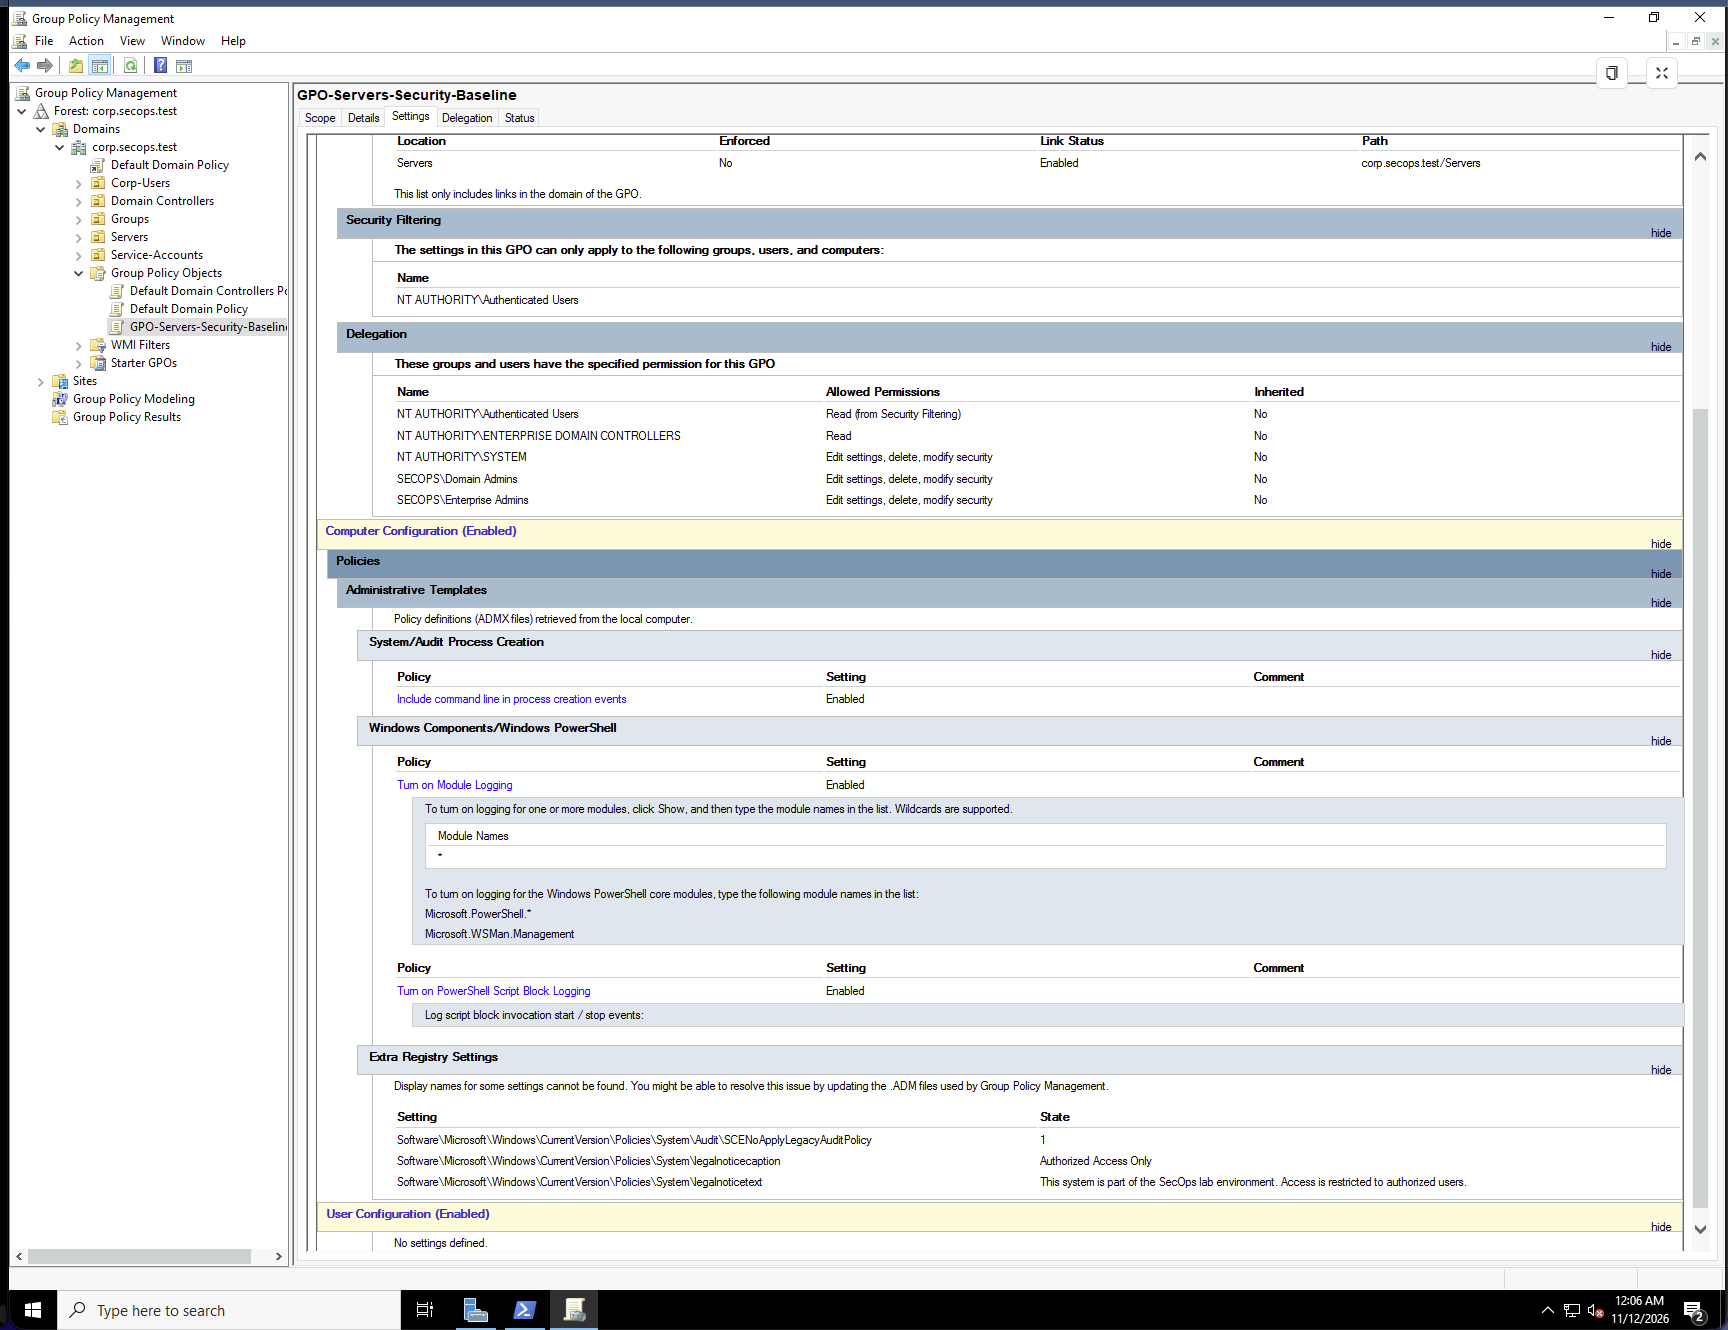 Group Policy Management
File Action View Window Help
Group Policy Management
Forest: corp.secops.test
Domains
corp.secops.test
Default Domain Policy
Corp-Users
Domain Controllers
Groups
Servers
Service-Accounts
Group Policy Objects
Default Domain Controllers Po
Default Domain Policy
GPO-Servers-Security-Baseline
WMI Filters
Starter GPOs
Sites
Group Policy Modeling
Group Policy Results
GPO-Servers-Security-Baseline
Scope Details Settings Delegation Status
Location Enforced Link Status Path
Servers No Enabled corp.secops.test/Servers
This list only includes links in the domain of the GPO.
Security Filtering
hide
The settings in this GPO can only apply to the following groups, users, and computers:
Name
NT AUTHORITY\Authenticated Users
Delegation
hide
These groups and users have the specified permission for this GPO
Name Allowed Permissions Inherited
NT AUTHORITY\Authenticated Users Read (from Security Filtering) No
NT AUTHORITY\ENTERPRISE DOMAIN CONTROLLERS Read No
NT AUTHORITY\SYSTEM Edit settings, delete, modify security No
SECOPS\Domain Admins Edit settings, delete, modify security No
SECOPS\Enterprise Admins Edit settings, delete, modify security No
Computer Configuration (Enabled)
hide
Policies
hide
Administrative Templates
hide
Policy definitions (ADMX files) retrieved from the local computer.
System/Audit Process Creation
hide
Policy Setting Comment
Include command line in process creation events Enabled
Windows Components/Windows PowerShell
hide
Policy Setting Comment
Turn on Module Logging Enabled
To turn on logging for one or more modules, click Show, and then type the module names in the list. Wildcards are supported.
Module Names
*
To turn on logging for the Windows PowerShell core modules, type the following module names in the list:
Microsoft.PowerShell.*
Microsoft.WSMan.Management
Policy Setting Comment
Turn on PowerShell Script Block Logging Enabled
Log script block invocation start / stop events:
Extra Registry Settings
hide
Display names for some settings cannot be found. You might be able to resolve this issue by updating the .ADM files used by Group Policy Management.
Setting State
Software\Microsoft\Windows\CurrentVersion\Policies\System\Audit\SCENoApplyLegacyAuditPolicy 1
Software\Microsoft\Windows\CurrentVersion\Policies\System\legalnoticecaption Authorized Access Only
Software\Microsoft\Windows\CurrentVersion\Policies\System\legalnoticetext This system is part of the SecOps lab environment. Access is restricted to authorized users.
User Configuration (Enabled)
hide
No settings defined.
Type here to search
12:06 AM
11/12/2026
2